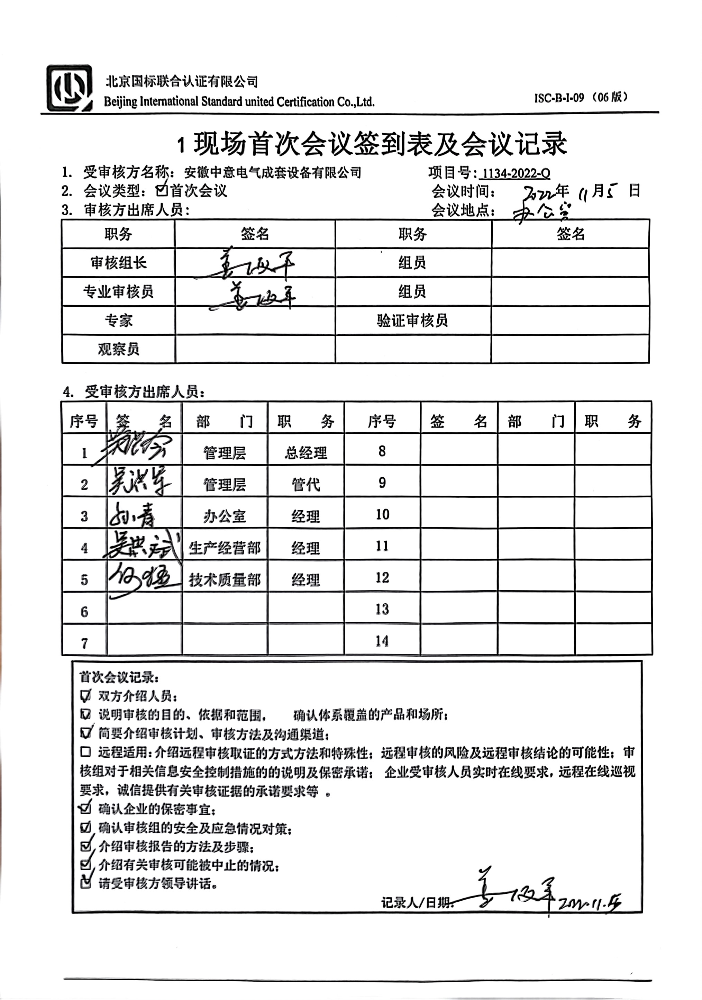 北京国标联合认证有限公司
Beijing International Standard united Certification Co.,Ltd.
ISC-B-I-09（06版）
1 现场首次会议签到表及会议记录
1. 受审核方名称：安徽中意电气成套设备有限公司 项目号：1134-2022-Q
2. 会议类型：☑首次会议 会议时间：2022年 11月5 日
3. 审核方出席人员： 会议地点：办公室
职务 签名 职务 签名
审核组长 组员
专业审核员 组员
专家 验证审核员
观察员
4. 受审核方出席人员：
序号 签 名 部 门 职 务 序号 签 名 部 门 职 务
1 管理层 总经理 8
2 吴洪军 管理层 管代 9
3 孙青 办公室 经理 10
4 吴洪斌 生产经营部 经理 11
5 技术质量部 经理 12
6 13
7 14
首次会议记录：
☑ 双方介绍人员；
☑ 说明审核的目的、依据和范围， 确认体系覆盖的产品和场所；
☑ 简要介绍审核计划、审核方法及沟通渠道；
□ 远程适用：介绍远程审核取证的方式方法和特殊性；远程审核的风险及远程审核结论的可能性；审
核组对于相关信息安全控制措施的的说明及保密承诺； 企业受审核人员实时在线要求，远程在线巡视
要求，诚信提供有关审核证据的承诺要求等 。
☑ 确认企业的保密事宜；
☑ 确认审核组的安全及应急情况对策；
☑ 介绍审核报告的方法及步骤；
☑ 介绍有关审核可能被中止的情况；
☑ 请受审核方领导讲话。
记录人/日期： 2022.11.5